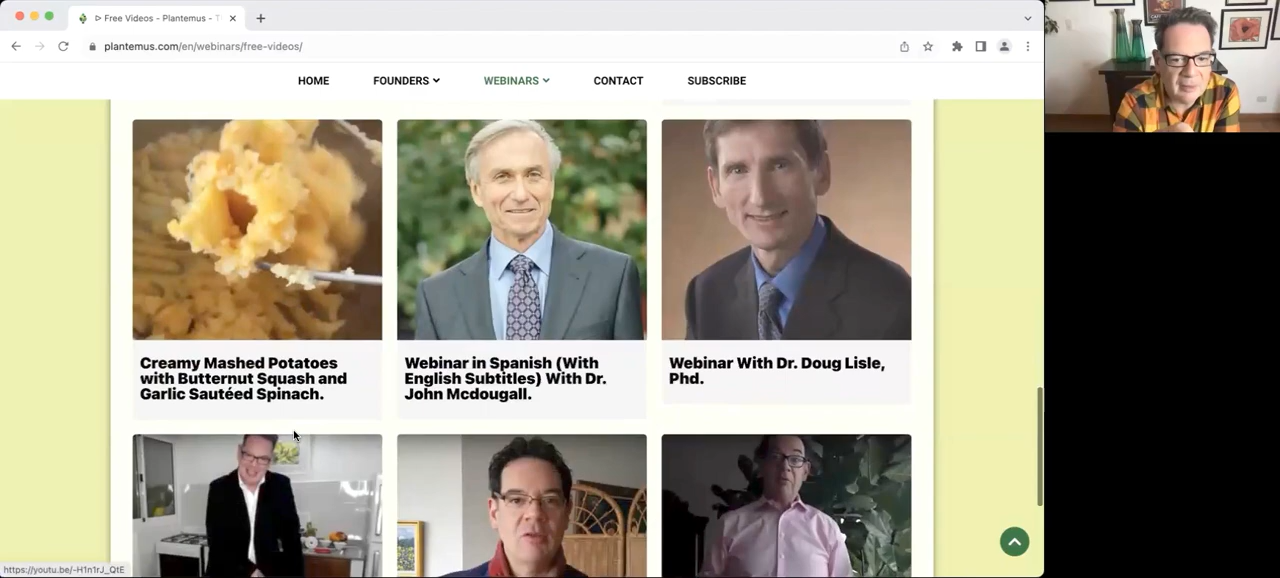 Free Videos - Plantemus - T
plantemus.com/en/webinars/free-videos/
HOME
FOUNDERS
WEBINARS
CONTACT
SUBSCRIBE
Creamy Mashed Potatoes
with Butternut Squash and
Garlic Sautéed Spinach.
Webinar in Spanish (With
English Subtitles) With Dr.
John Mcdougall.
Webinar With Dr. Doug Lisle,
Phd.
https://youtu.be/-H1n1rJ_QtE